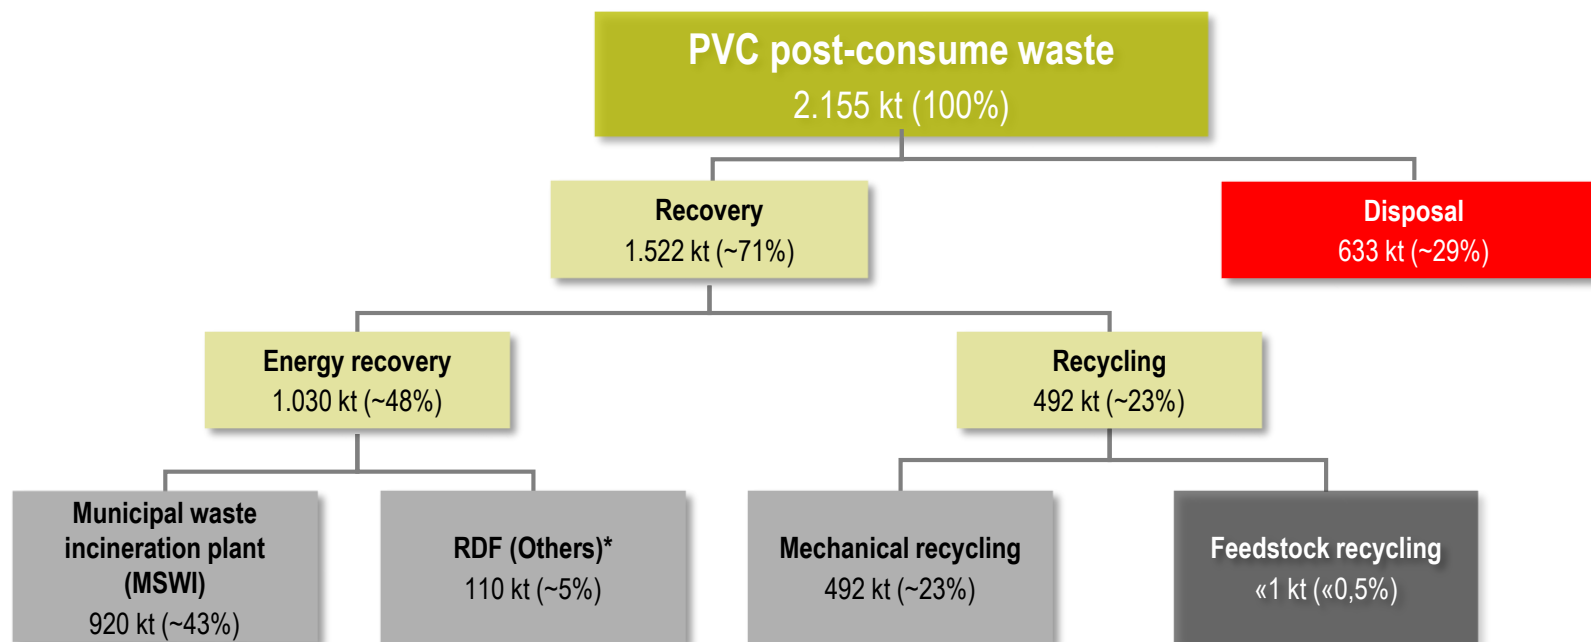 PVC post-consume waste
2.155 kt (100%)
Recovery
1.522 kt (~71%)
Disposal
633 kt (~29%)
Energy recovery
1.030 kt (~48%)
Recycling
492 kt (~23%)
Municipal waste
incineration plant
(MSWI)
920 kt (~43%)
RDF (Others)*
110 kt (~5%)
Mechanical recycling
492 kt (~23%)
Feedstock recycling
«1 kt («0,5%)